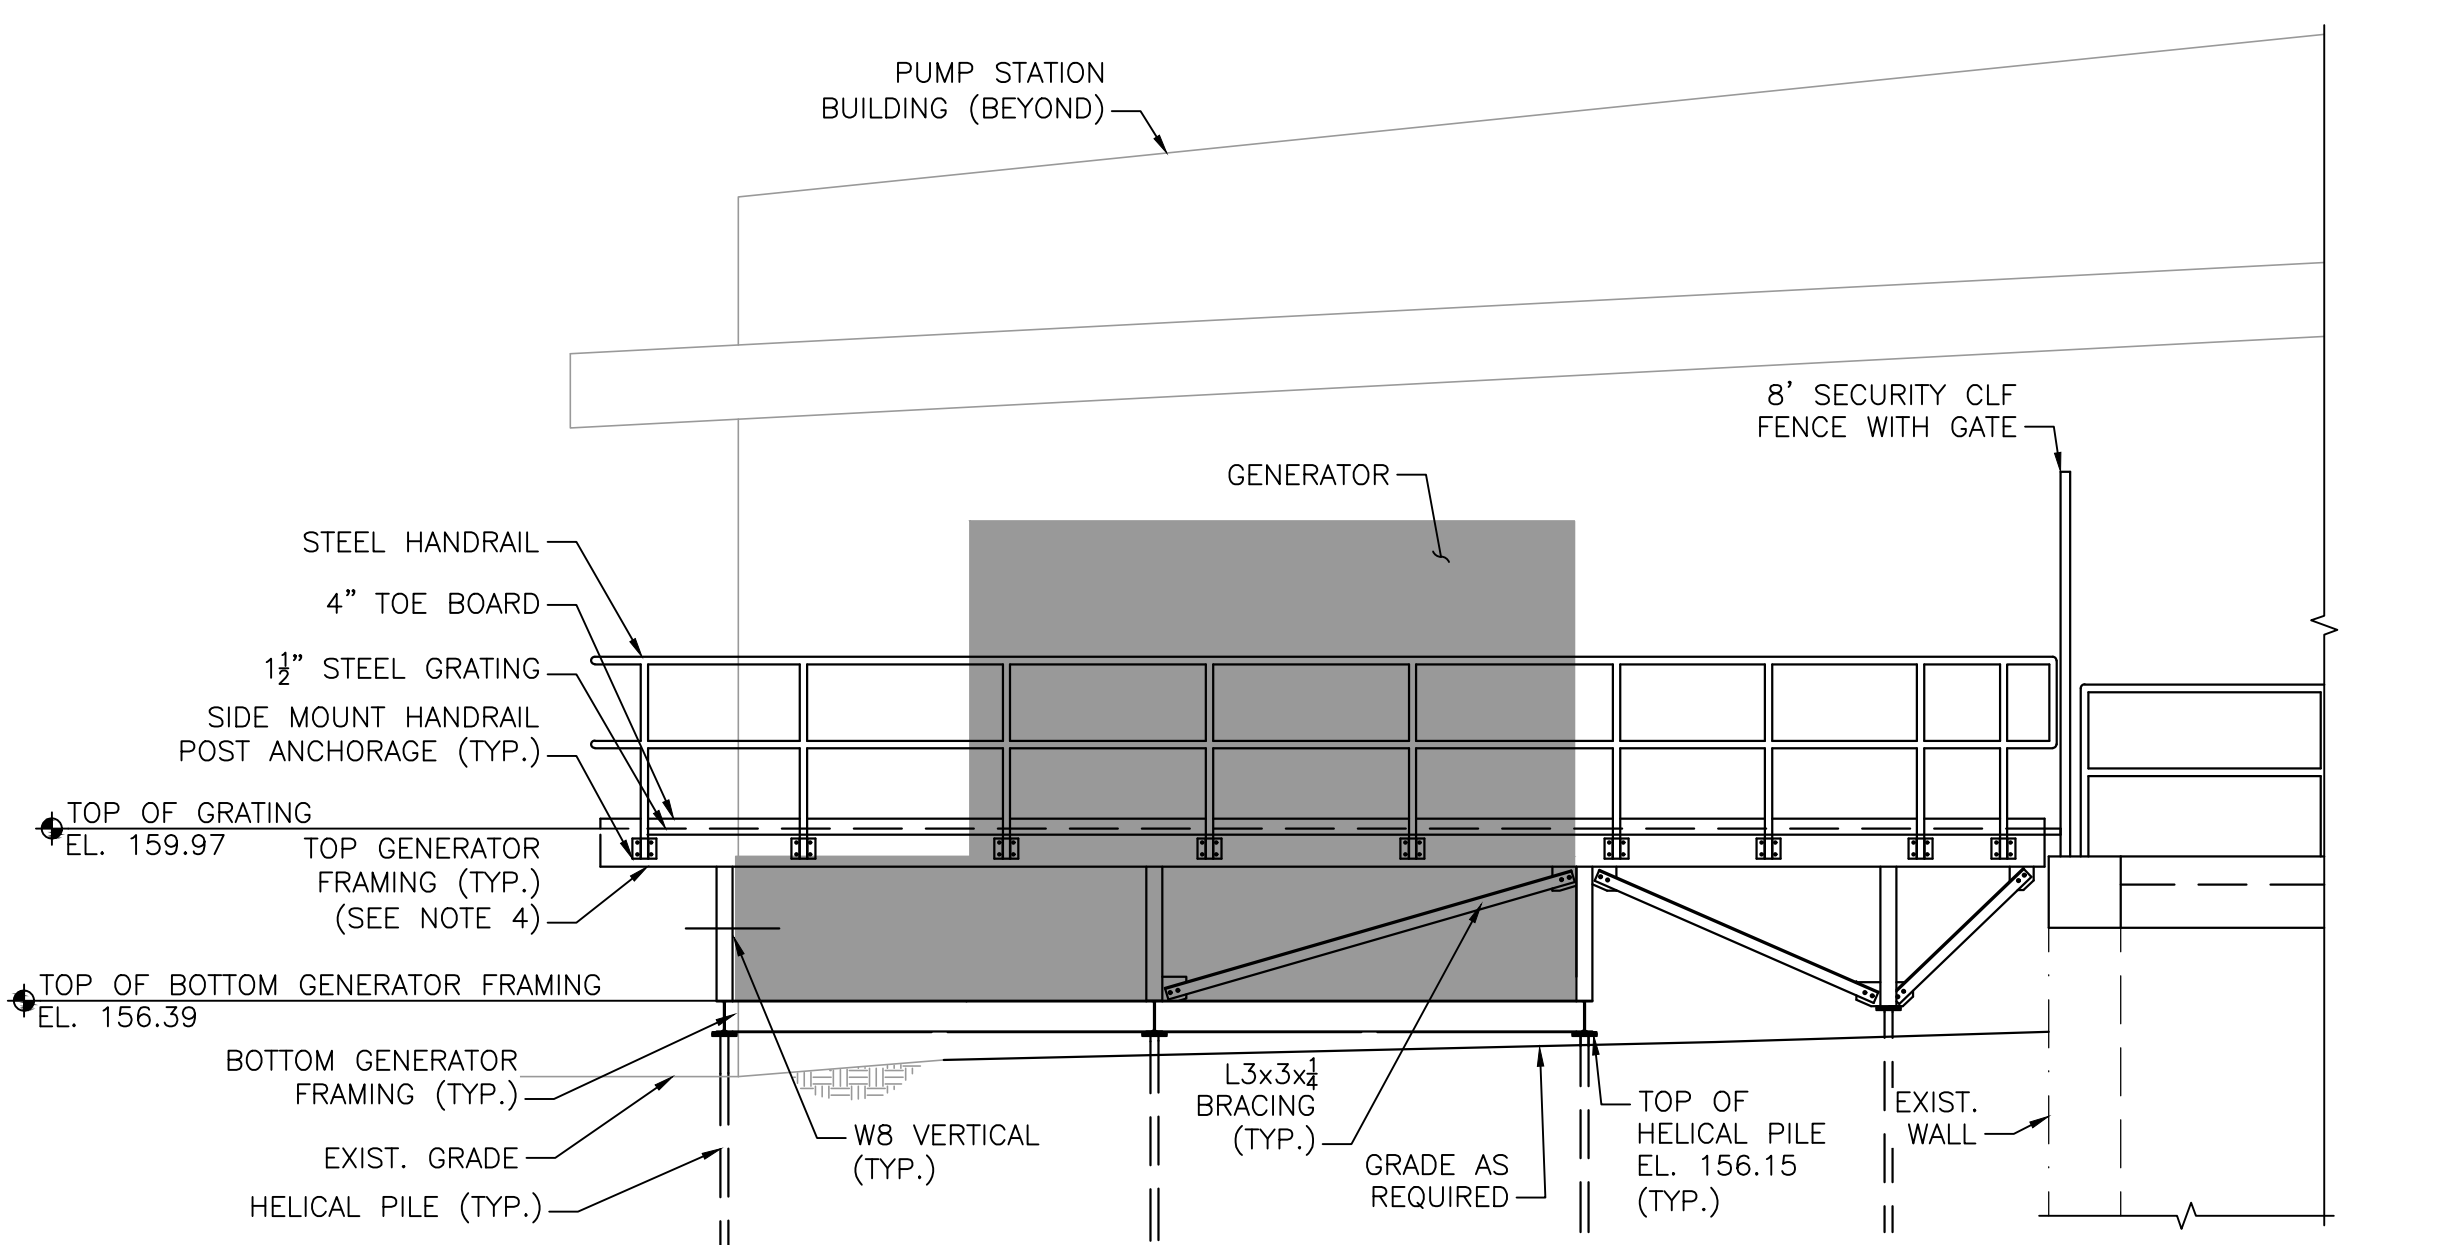 PUMP STATION
BUILDING (BEYOND)
8' SECURITY CLF
FENCE WITH GATE
GENERATOR
STEEL HANDRAIL
4" TOE BOARD
1½" STEEL GRATING
SIDE MOUNT HANDRAIL
POST ANCHORAGE (TYP.)
TOP OF GRATING
EL. 159.97
TOP GENERATOR
FRAMING (TYP.)
(SEE NOTE 4)
TOP OF BOTTOM GENERATOR FRAMING
EL. 156.39
BOTTOM GENERATOR
FRAMING (TYP.)
EXIST. GRADE
HELICAL PILE (TYP.)
W8 VERTICAL
(TYP.)
L3x3x¼
BRACING
(TYP.)
GRADE AS
REQUIRED
TOP OF
HELICAL PILE
EL. 156.15
(TYP.)
EXIST.
WALL